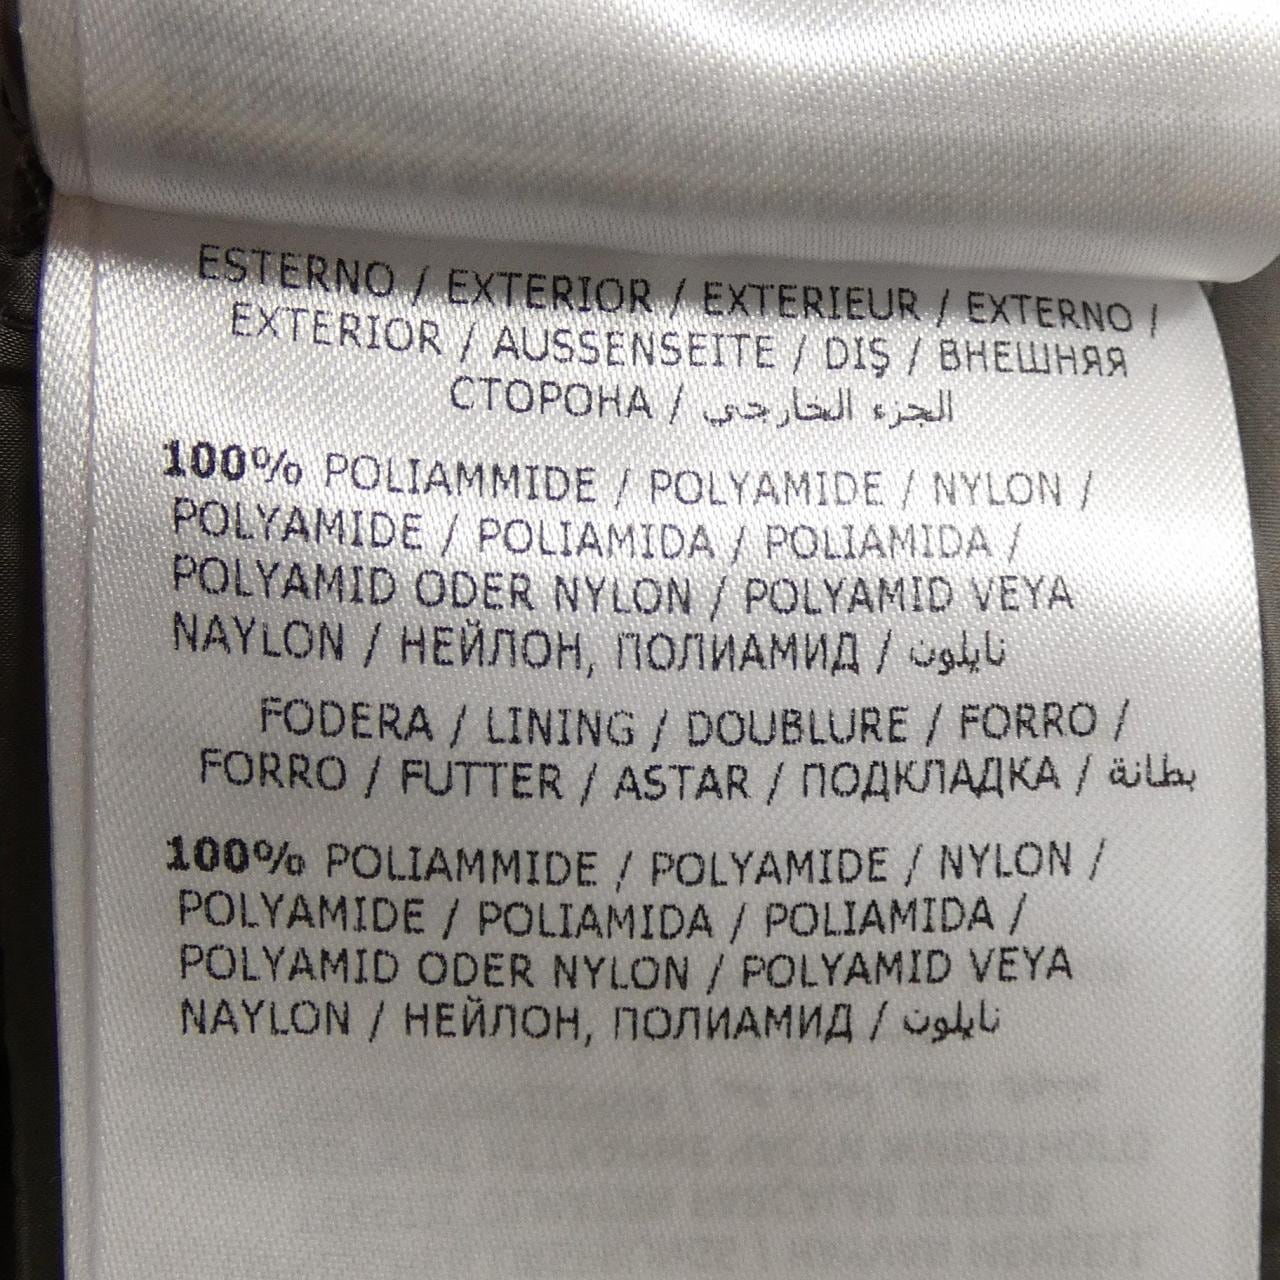 ESTERNO / EXTERIOR / EXTERIEUR / EXTERNO /
EXTERIOR / AUSSENSEITE / DIŞ / ВНЕШНЯЯ
СТОРОНА / الجزء الخارجي
100% POLIAMMIDE / POLYAMIDE / NYLON /
POLYAMIDE / POLIAMIDA / POLIAMIDA /
POLYAMID ODER NYLON / POLYAMID VEYA
NAYLON / НЕЙЛОН, ПОЛИАМИД / نايلون
FODERA / LINING / DOUBLURE / FORRO /
FORRO / FUTTER / ASTAR / ПОДКЛАДКА / بطانة
100% POLIAMMIDE / POLYAMIDE / NYLON /
POLYAMIDE / POLIAMIDA / POLIAMIDA /
POLYAMID ODER NYLON / POLYAMID VEYA
NAYLON / НЕЙЛОН, ПОЛИАМИД / نايلون